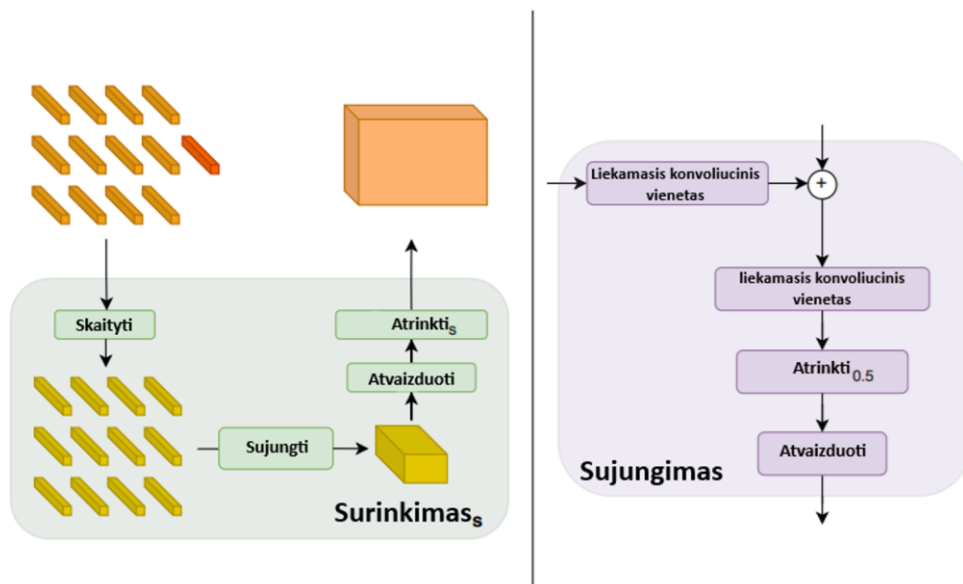 Skaityti
Atrinktis
Atvaizduoti
Sujungti
Surinkimass
Liekamasis konvoliucinis
vienetas
+
liekamasis konvoliucinis
vienetas
Atrinkti0.5
Atvaizduoti
Sujungimas